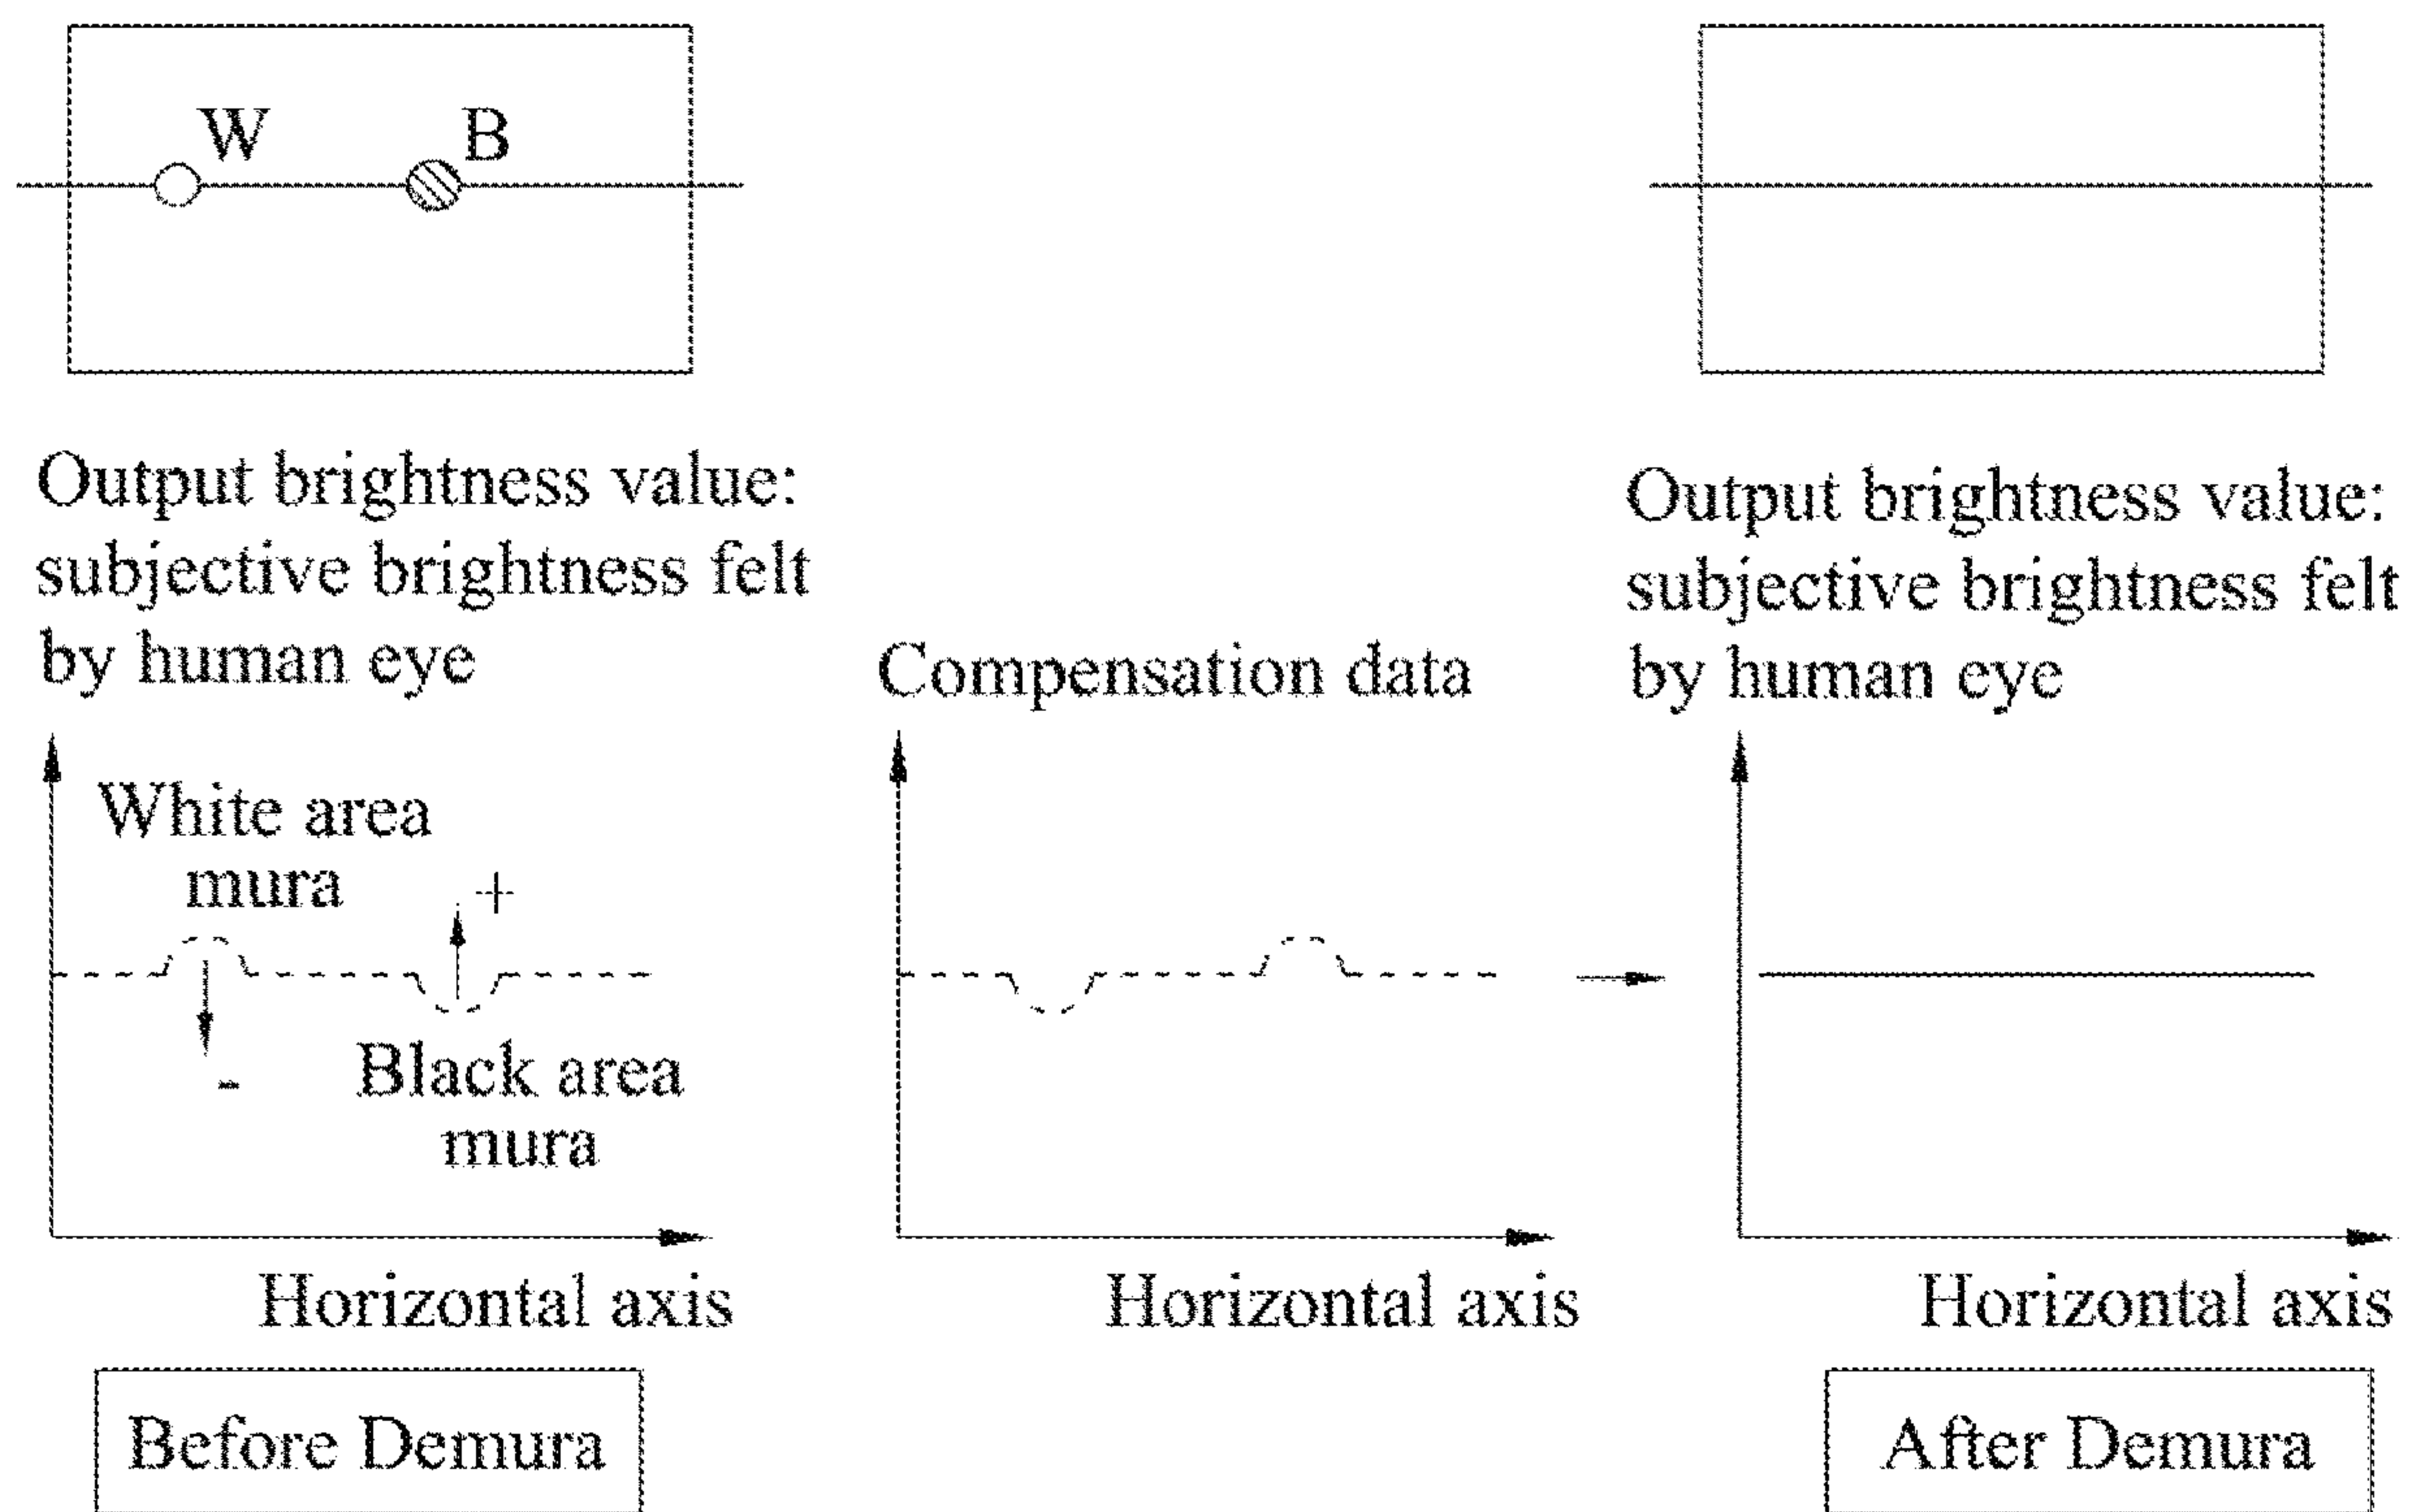 W
B
Output brightness value:
subjective brightness felt
by human eye
White area
mura
+
-
Black area
mura
Horizontal axis
Before Demura
Compensation data
Horizontal axis
Output brightness value:
subjective brightness felt
by human eye
Horizontal axis
After Demura